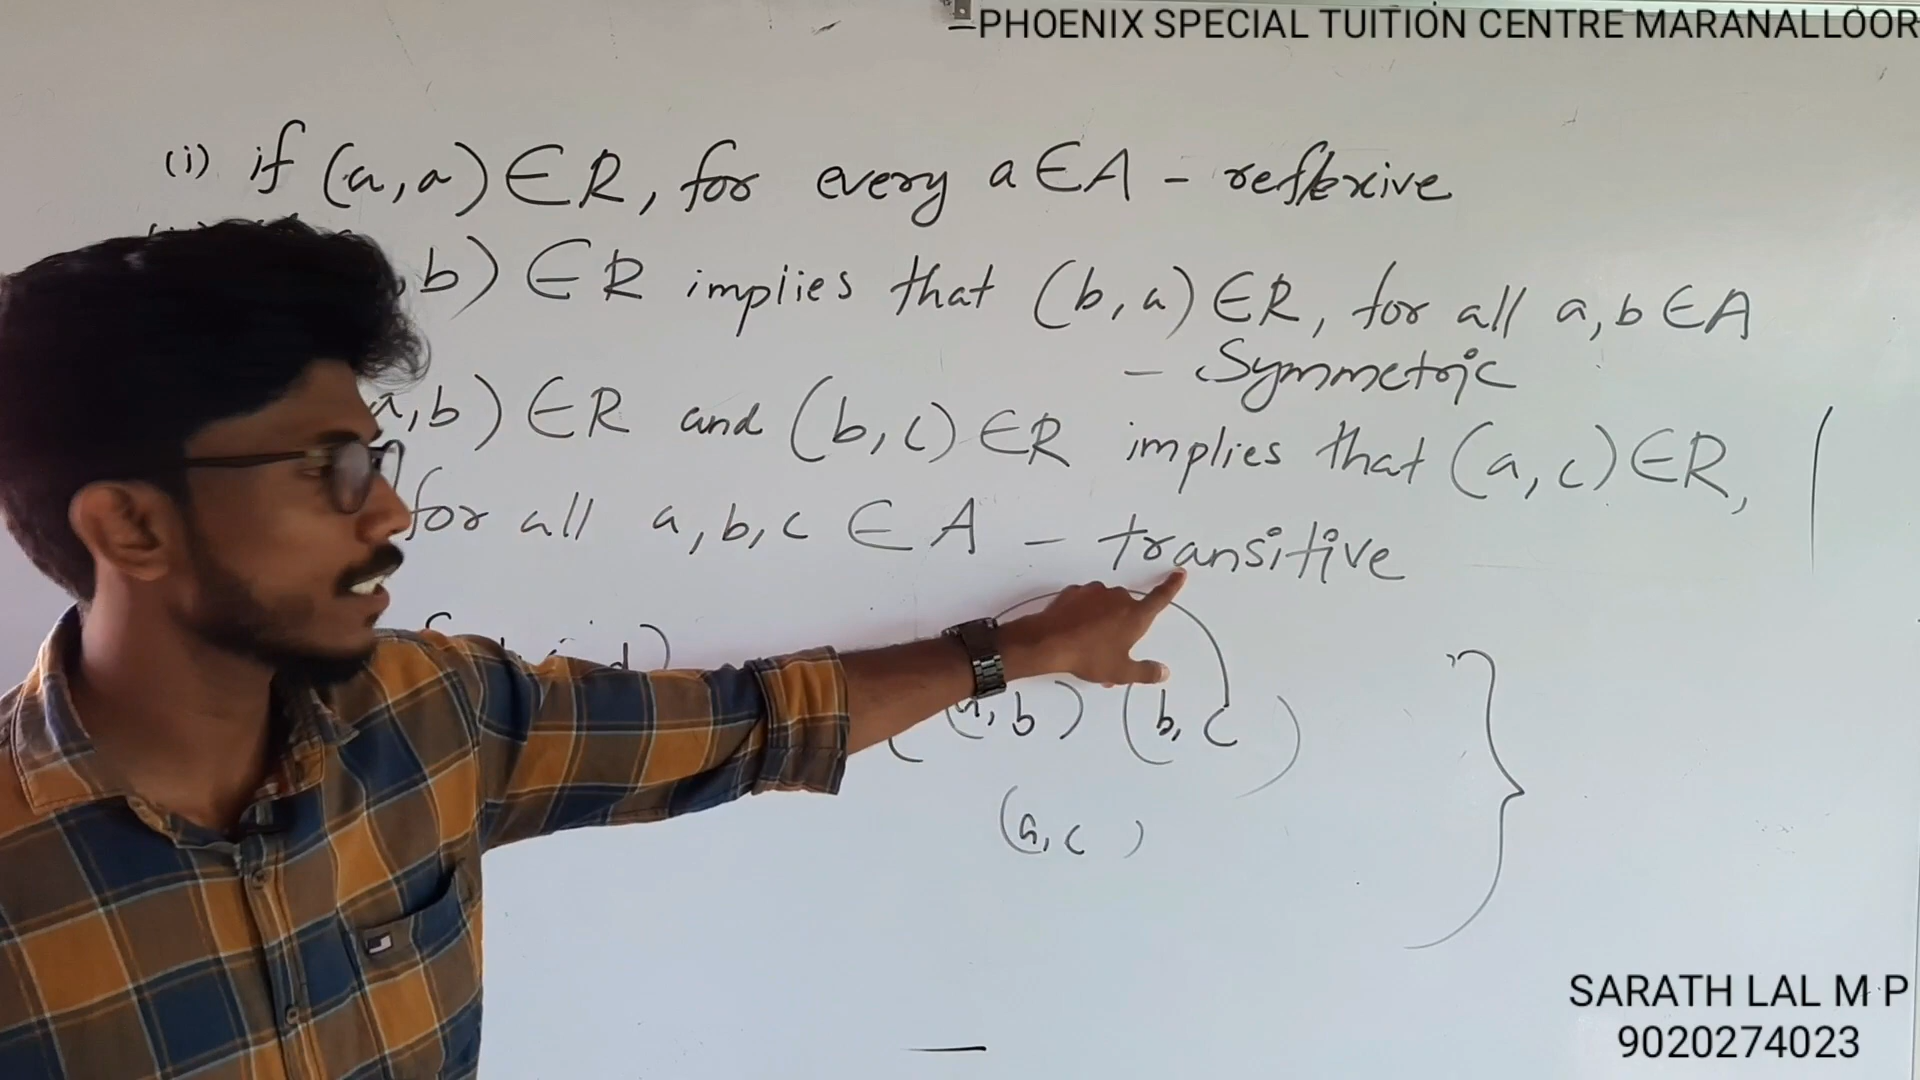 PHOENIX SPECIAL TUITION CENTRE MARANALLOOR
(i) if (a,a) ∈ R, for every a ∈ A - reflexive
b) ∈ R implies that (b,a) ∈ R, for all a,b ∈ A
- Symmetric
a,b) ∈ R and (b,c) ∈ R implies that (a,c) ∈ R,
for all a,b,c ∈ A - transitive
(a,b) (b,c)
(a,c)
SARATH LAL M P
9020274023